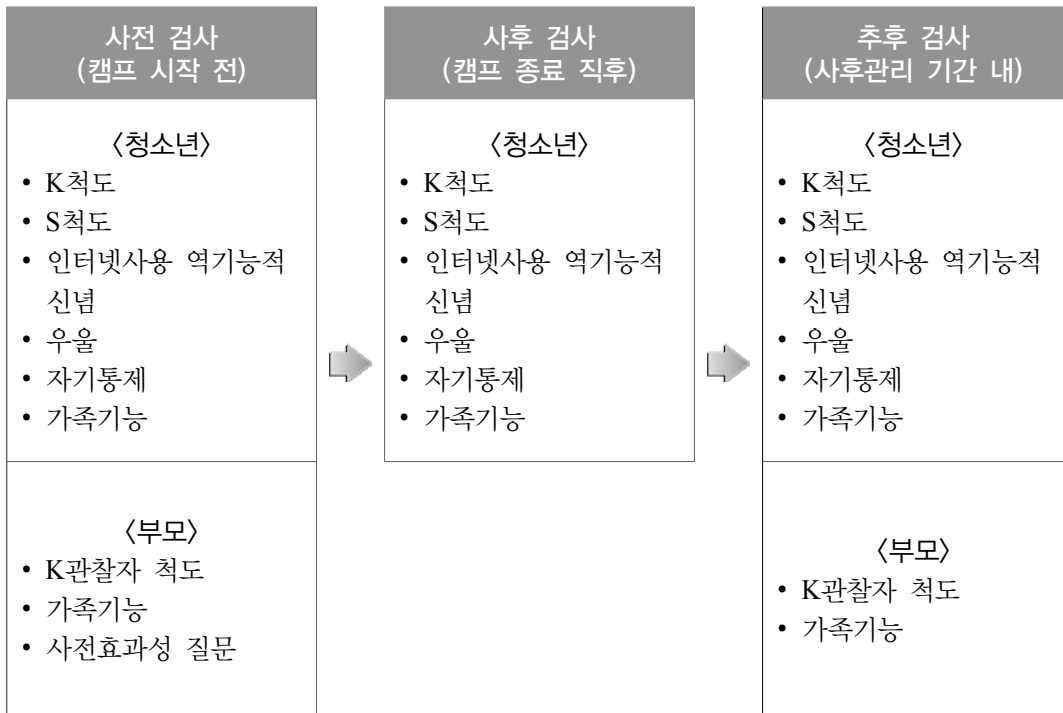 사전 검사
(캠프 시작 전)
〈청소년〉
• K척도
• S척도
• 인터넷사용 역기능적
신념
• 우울
• 자기통제
• 가족기능
〈부모〉
• K관찰자 척도
• 가족기능
• 사전효과성 질문
사후 검사
(캠프 종료 직후)
〈청소년〉
• K척도
• S척도
• 인터넷사용 역기능적
신념
• 우울
• 자기통제
• 가족기능
추후 검사
(사후관리 기간 내)
〈청소년〉
• K척도
• S척도
• 인터넷사용 역기능적
신념
• 우울
• 자기통제
• 가족기능
〈부모〉
• K관찰자 척도
• 가족기능